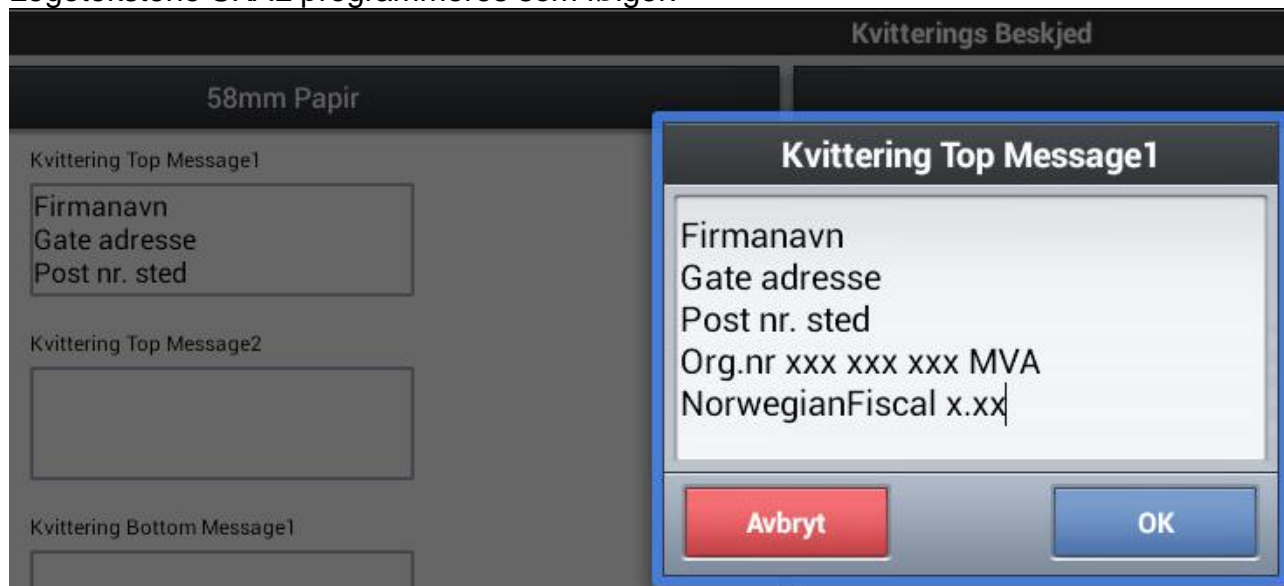 Kvitterings Beskjed
58mm Papir
Kvittering Top Message1
Firmanavn
Gate adresse
Post nr. sted
Kvittering Top Message2
Kvittering Bottom Message1
Kvittering Top Message1
Firmanavn
Gate adresse
Post nr. sted
Org.nr xxx xxx xxx MVA
NorwegianFiscal x.xx
Avbryt
OK